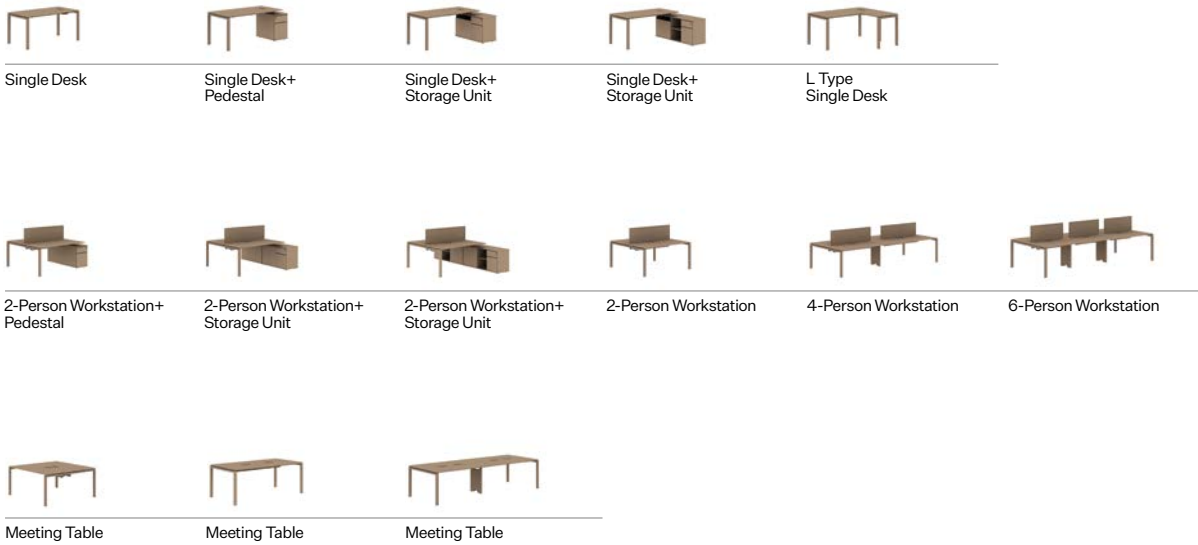 Single Desk
Single Desk+
Pedestal
Single Desk+
Storage Unit
Single Desk+
Storage Unit
L Type
Single Desk
2-Person Workstation+
Pedestal
2-Person Workstation+
Storage Unit
2-Person Workstation+
Storage Unit
2-Person Workstation
4-Person Workstation
6-Person Workstation
Meeting Table
Meeting Table
Meeting Table